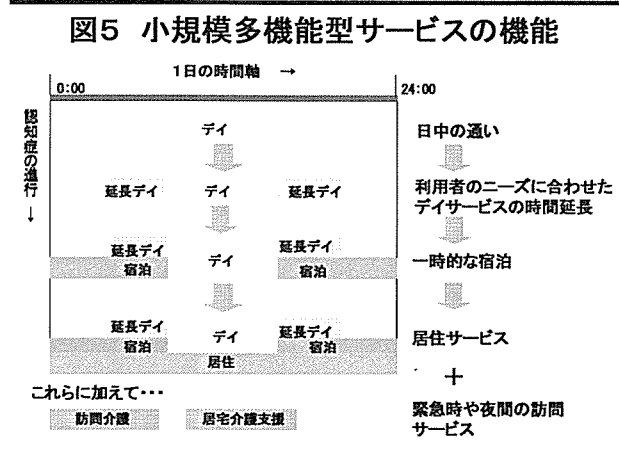 図5 小規模多機能型サービスの機能
1日の時間軸 →
0:00
24:00
認知症の進行 →
デイ
日中の通い
延長デイ
デイ
延長デイ
利用者のニーズに合わせた
デイサービスの時間延長
延長デイ
宿泊
デイ
延長デイ
宿泊
一時的な宿泊
延長デイ
宿泊
デイ
延長デイ
宿泊
居住
居住サービス
+
これらに加えて・・・
訪問介護
居宅介護支援
緊急時や夜間の訪問
サービス